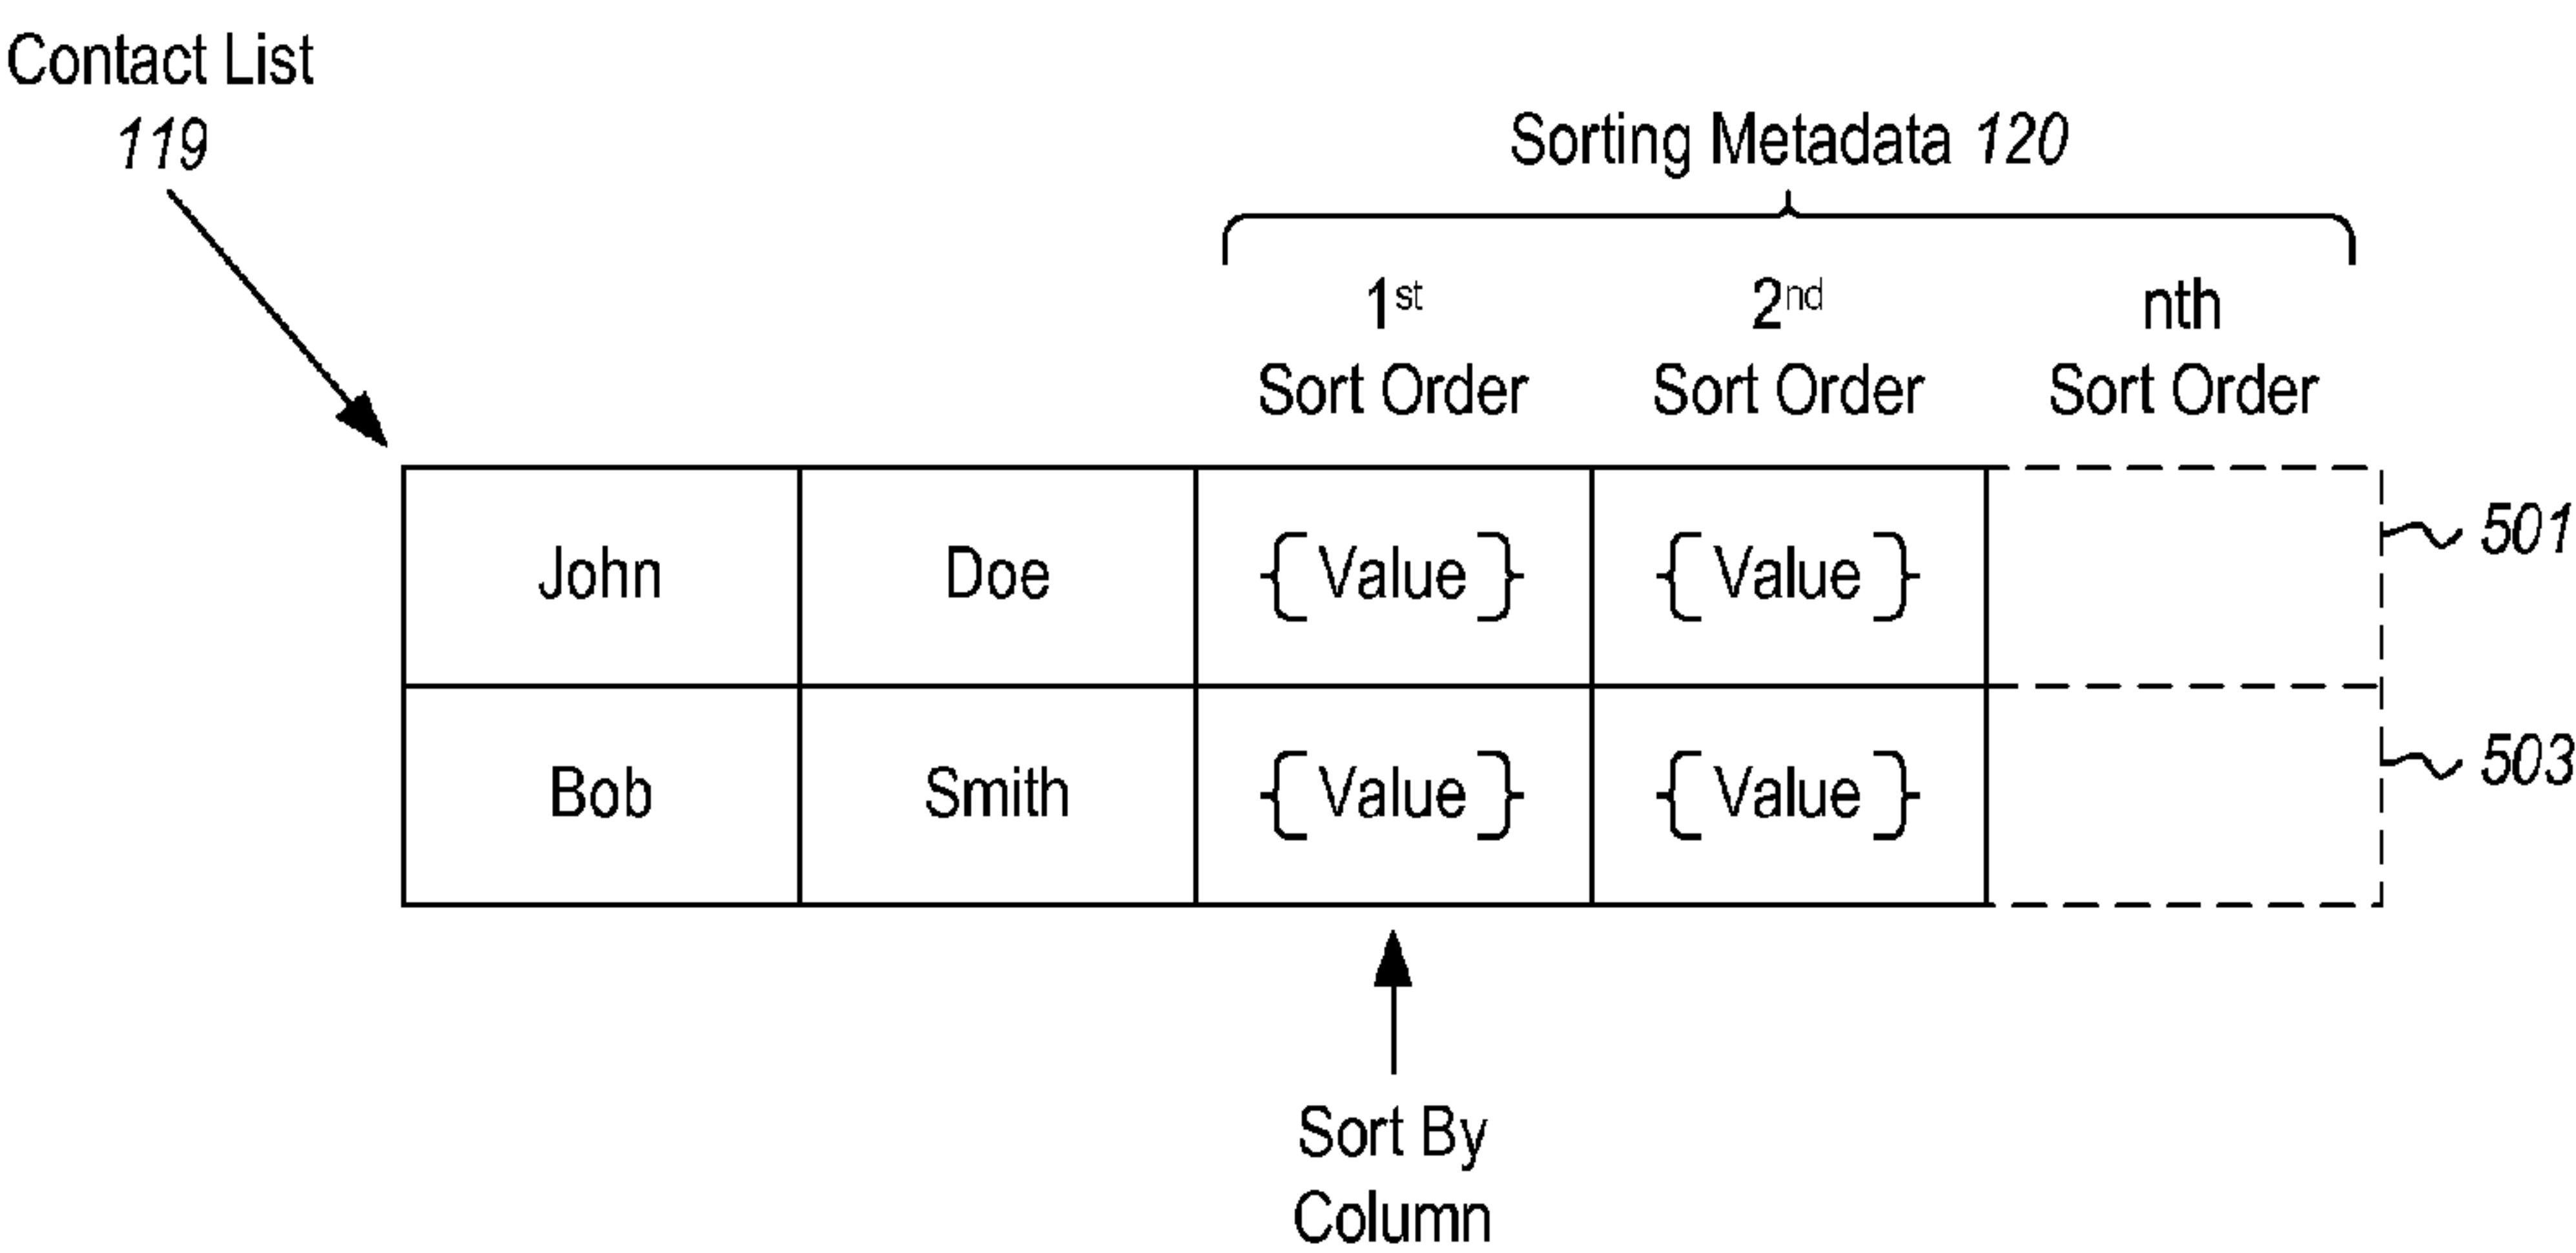 Contact List
119
Sorting Metadata 120
1st
Sort Order
2nd
Sort Order
nth
Sort Order
John
Doe
{Value}
{Value}
501
Bob
Smith
{Value}
{Value}
503
Sort By
Column